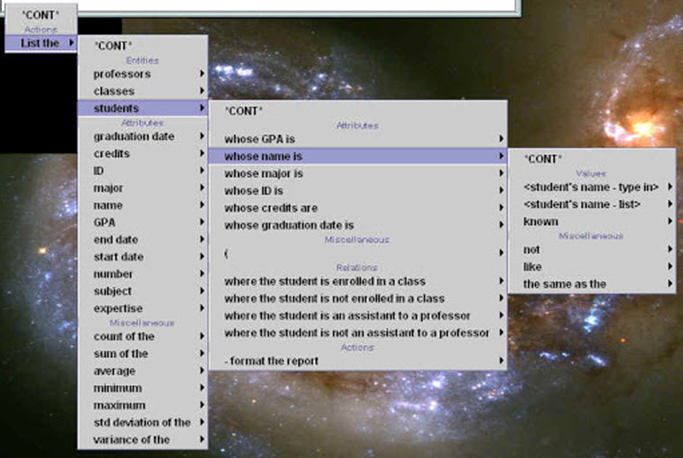 *CONT*
Actions
List the
*CONT*
Entities
professors
classes
students
Attributes
graduation date
credits
ID
major
name
GPA
end date
start date
number
subject
expertise
Miscellaneous
count of the
sum of the
average
minimum
maximum
std deviation of the
variance of the
*CONT*
Attributes
whose GPA is
whose name is
whose major is
whose ID is
whose credits are
whose graduation date is
Miscellaneous
(
Relations
where the student is enrolled in a class
where the student is not enrolled in a class
where the student is an assistant to a professor
where the student is not an assistant to a professor
Actions
- format the report
*CONT*
Values
<student's name - type in>
<student's name - list>
known
Miscellaneous
not
like
the same as the